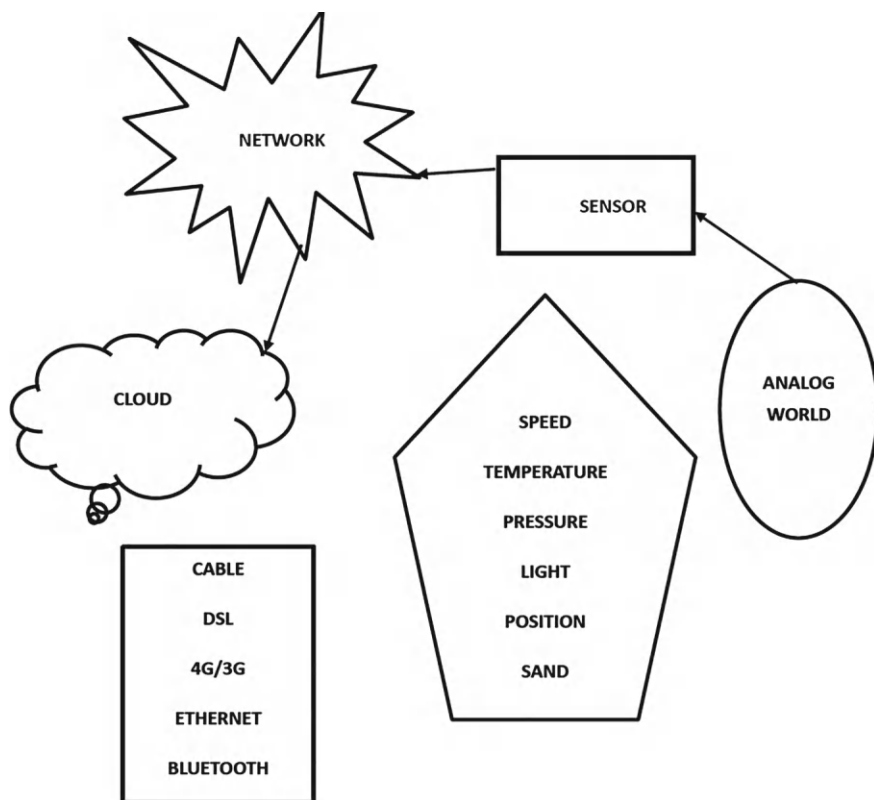 NETWORK
SENSOR
ANALOG
WORLD
CLOUD
SPEED
TEMPERATURE
PRESSURE
LIGHT
POSITION
SAND
CABLE
DSL
4G/3G
ETHERNET
BLUETOOTH